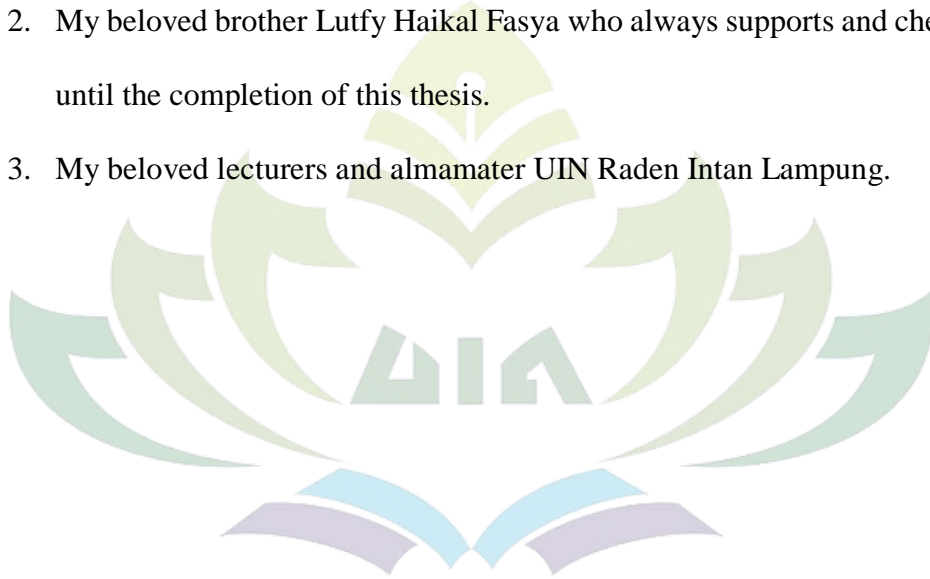 2. My beloved brother Lutfy Haikal Fasya who always supports and
until the completion of this thesis.
3. My beloved lecturers and almamater UIN Raden Intan Lampung.
UIN